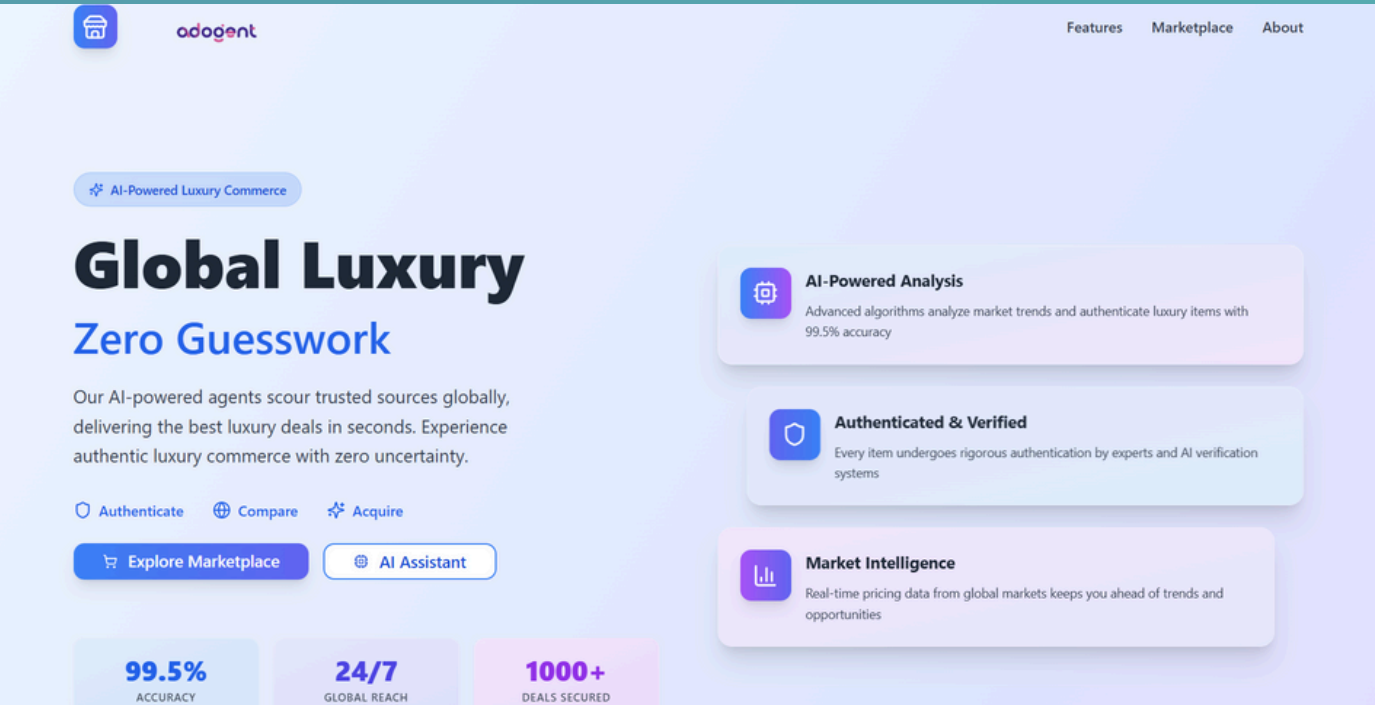 adogent
Features
Marketplace
About
AI-Powered Luxury Commerce
Global Luxury
Zero Guesswork
Our AI-powered agents scour trusted sources globally,
delivering the best luxury deals in seconds. Experience
authentic luxury commerce with zero uncertainty.
Authenticate
Compare
Acquire
Explore Marketplace
AI Assistant
99.5%
ACCURACY
24/7
GLOBAL REACH
1000+
DEALS SECURED
AI-Powered Analysis
Advanced algorithms analyze market trends and authenticate luxury items with
99.5% accuracy
Authenticated & Verified
Every item undergoes rigorous authentication by experts and AI verification
systems
Market Intelligence
Real-time pricing data from global markets keeps you ahead of trends and
opportunities